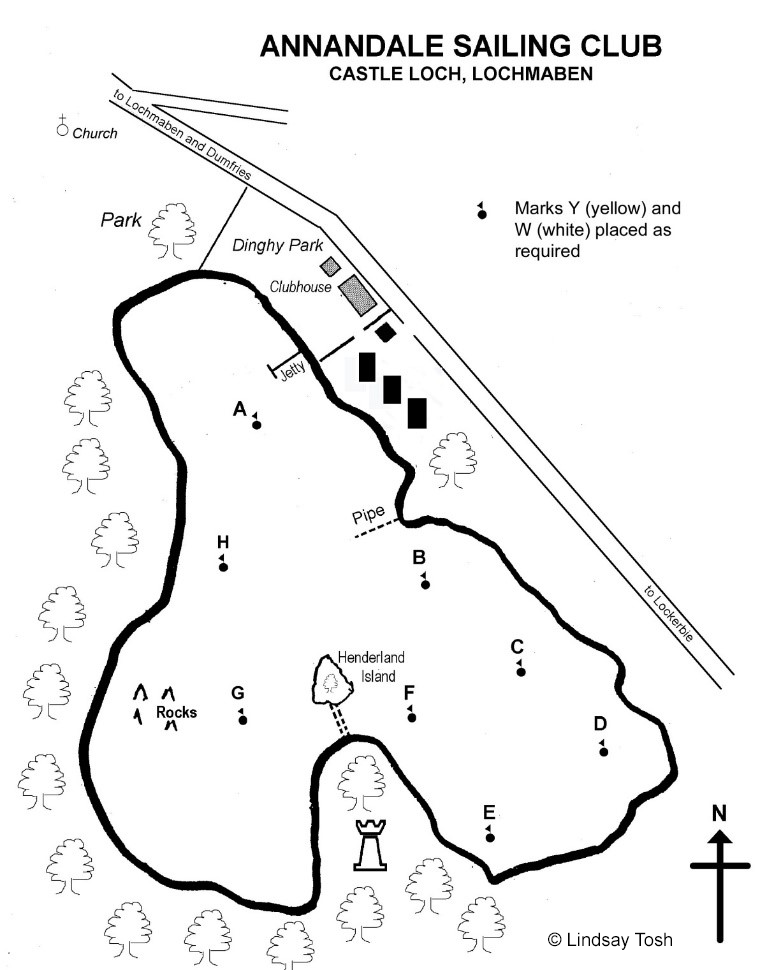 ANNANDALE SAILING CLUB
CASTLE LOCH, LOCHMABEN
to Lochmaben and Dumfries
Church
Park
Marks Y (yellow) and
W (white) placed as
required
Dinghy Park
Clubhouse
Jetty
A
Pipe
H
B
to Lockerbie
C
Henderland
Island
G
F
Rocks
D
E
N
© Lindsay Tosh